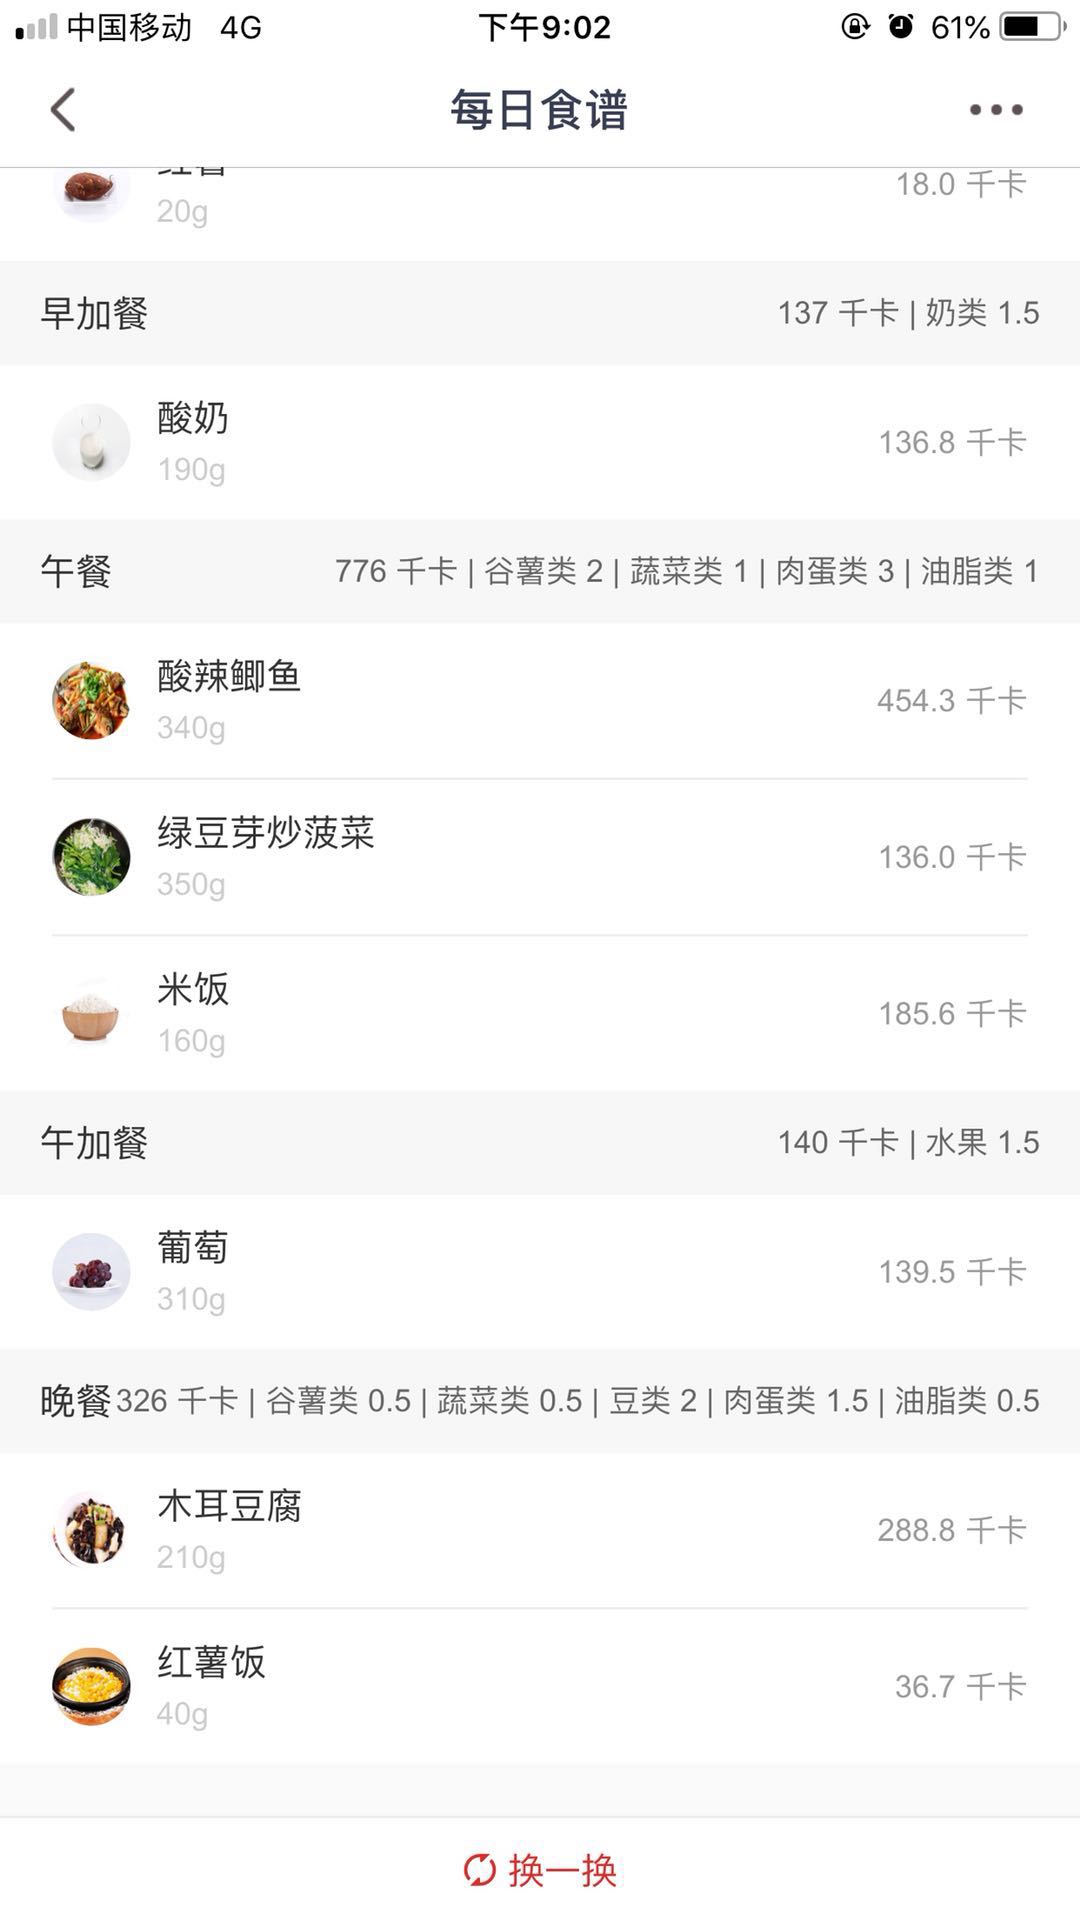 中国移动 4G 下午9:02 61%
每日食谱
18.0 千卡
20g
早加餐 137 千卡 | 奶类 1.5
酸奶
136.8 千卡
190g
午餐 776 千卡 | 谷薯类 2 | 蔬菜类 1 | 肉蛋类 3 | 油脂类 1
酸辣鲫鱼
454.3 千卡
340g
绿豆芽炒菠菜
136.0 千卡
350g
米饭
185.6 千卡
160g
午加餐 140 千卡 | 水果 1.5
葡萄
139.5 千卡
310g
晚餐 326 千卡 | 谷薯类 0.5 | 蔬菜类 0.5 | 豆类 2 | 肉蛋类 1.5 | 油脂类 0.5
木耳豆腐
288.8 千卡
210g
红薯饭
36.7 千卡
40g
换一换